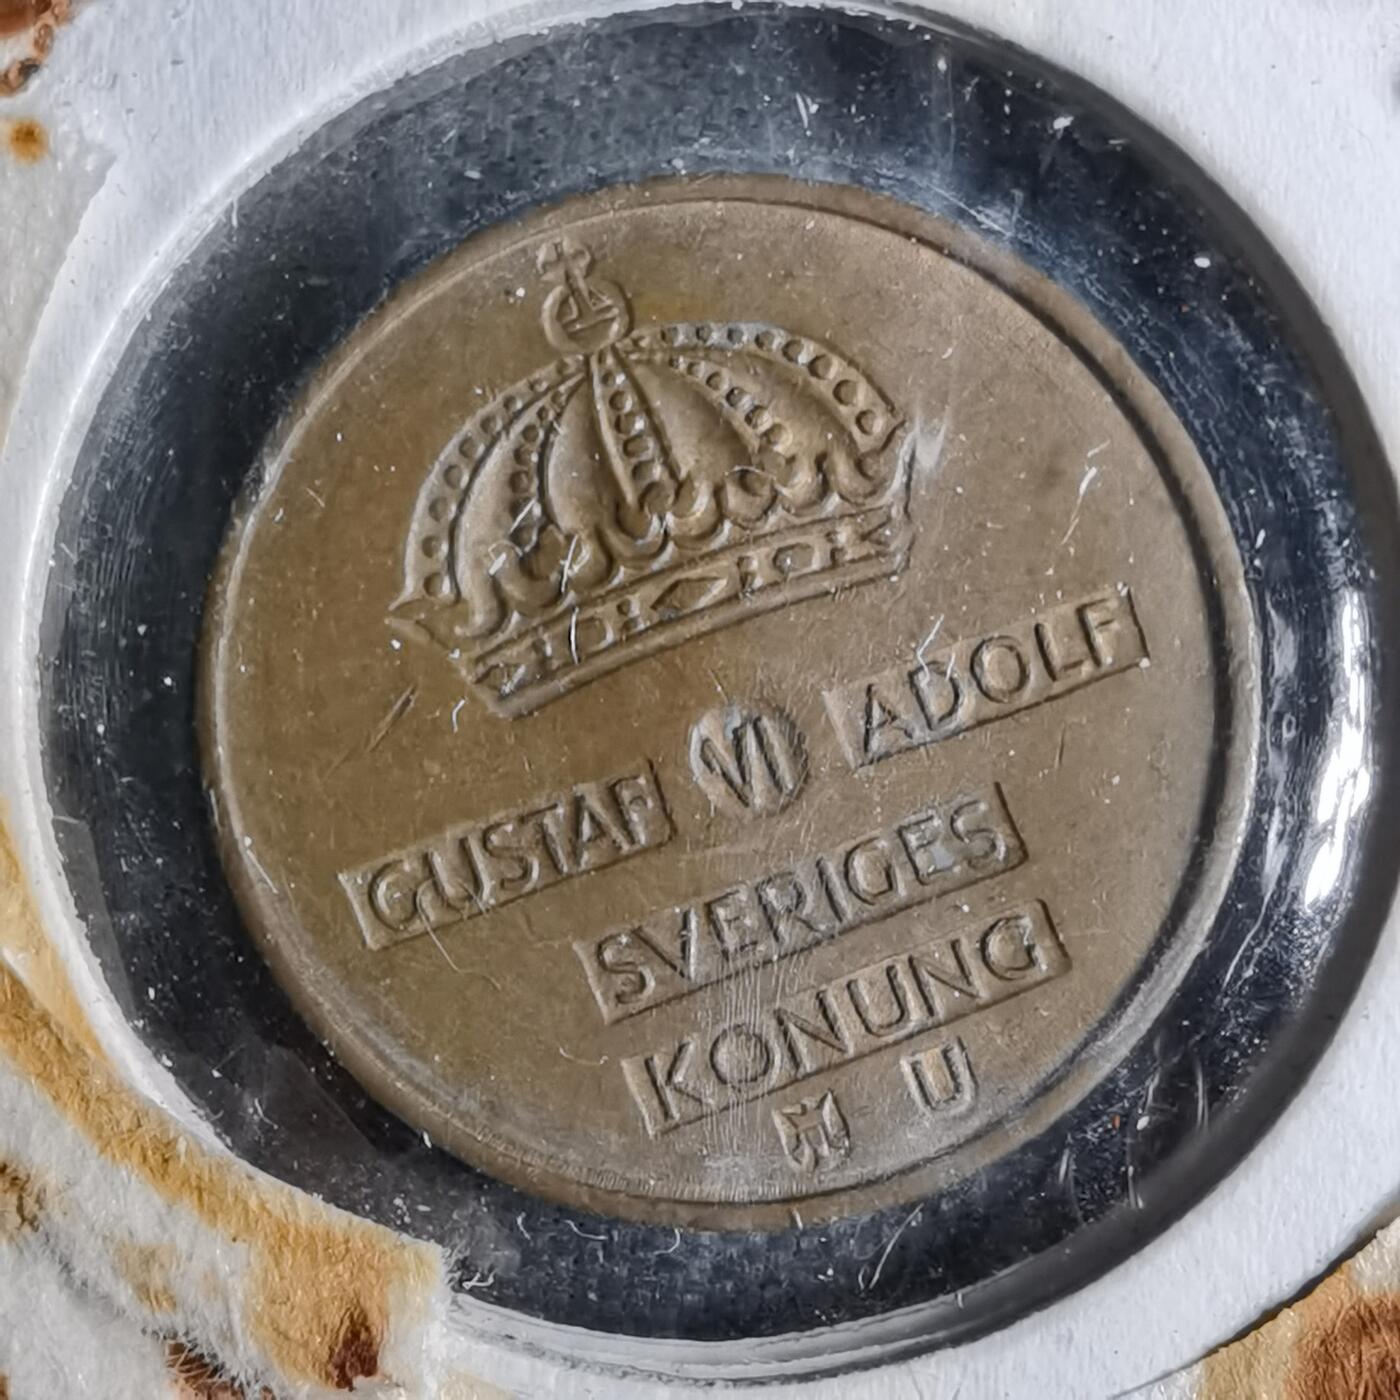 GUSTAF VI ADOLF
SVERIGES
KONUNG
U